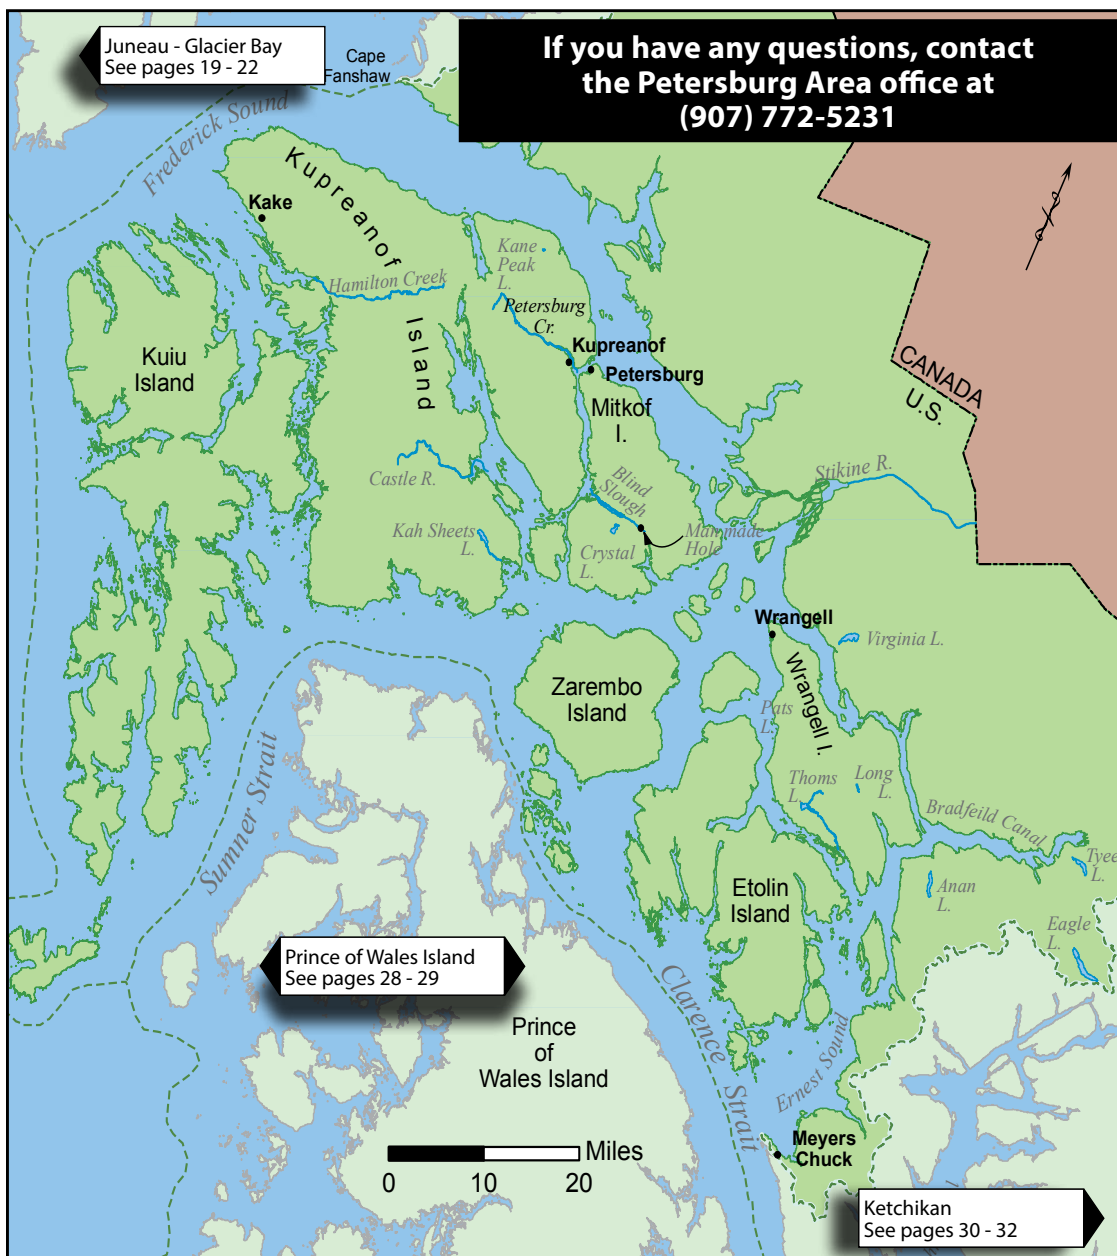 Juneau - Glacier Bay
See pages 19 - 22
Cape
Fanshaw
If you have any questions, contact
the Petersburg Area office at
(907) 772-5231
Frederick Sound
Kupreanof
Island
Kake
Kane
Peak
L.
Hamilton Creek
Petersburg
Cr.
Kupreanof
Petersburg
Kuiu
Island
Mitkof
I.
CANADA
U.S.
Castle R.
Blind
Slough
Stikine R.
Kah Sheets
L.
Crystal
L.
Manmade
Hole
Wrangell
Virginia L.
Wrangell I.
Zarembo
Island
Pats
L.
Sumner Strait
Thoms
L.
Long
L.
Bradfeild Canal
Tyee
L.
Etolin
Island
Anan
L.
Eagle
L.
Prince of Wales Island
See pages 28 - 29
Clarence Strait
Prince
of
Wales Island
Ernest Sound
Miles
0 10 20
Meyers
Chuck
Ketchikan
See pages 30 - 32